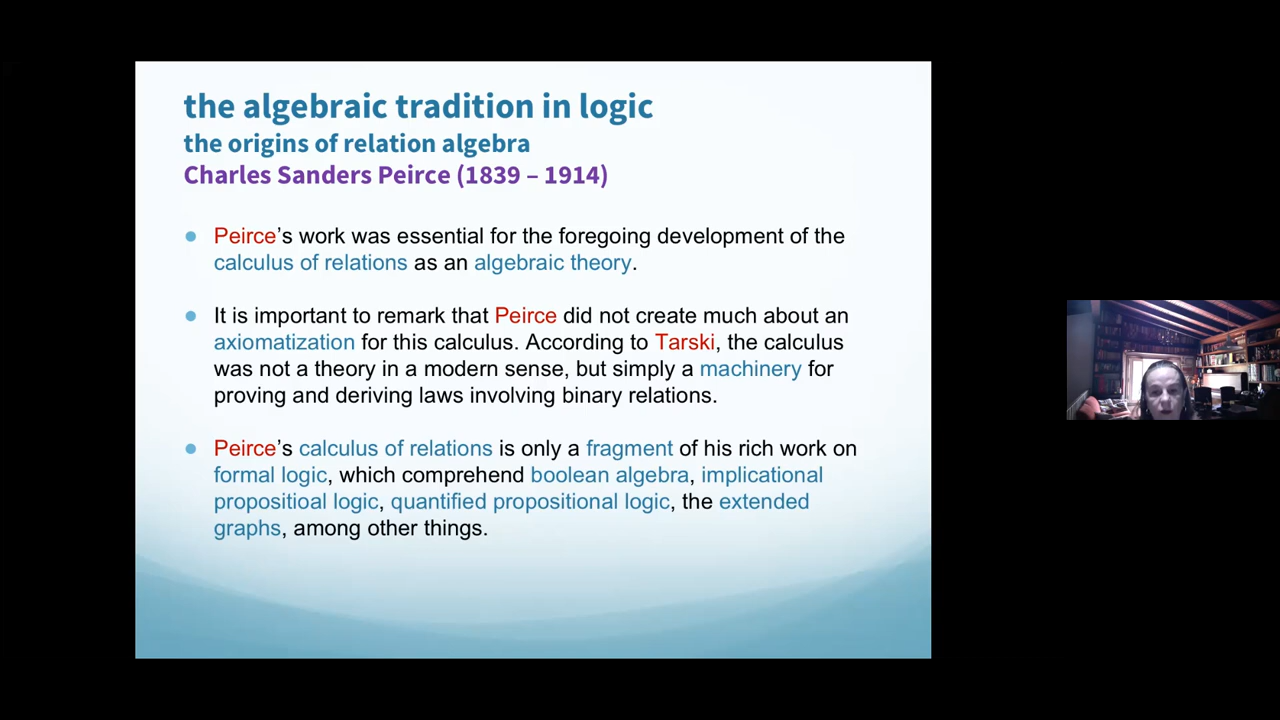 the algebraic tradition in logic
the origins of relation algebra
Charles Sanders Peirce (1839 – 1914)
● Peirce's work was essential for the foregoing development of the
calculus of relations as an algebraic theory.
● It is important to remark that Peirce did not create much about an
axiomatization for this calculus. According to Tarski, the calculus
was not a theory in a modern sense, but simply a machinery for
proving and deriving laws involving binary relations.
● Peirce's calculus of relations is only a fragment of his rich work on
formal logic, which comprehend boolean algebra, implicational
propositioal logic, quantified propositional logic, the extended
graphs, among other things.